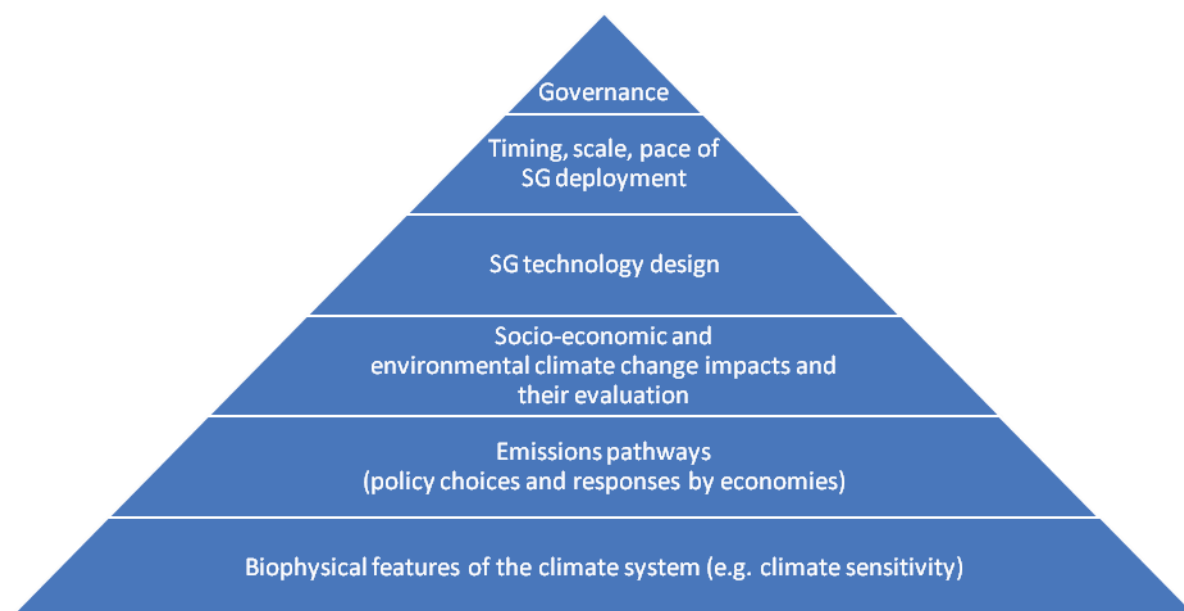 Governance
Timing, scale, pace of
SG deployment
SG technology design
Socio-economic and
environmental climate change impacts and
their evaluation
Emissions pathways
(policy choices and responses by economies)
Biophysical features of the climate system (e.g. climate sensitivity)